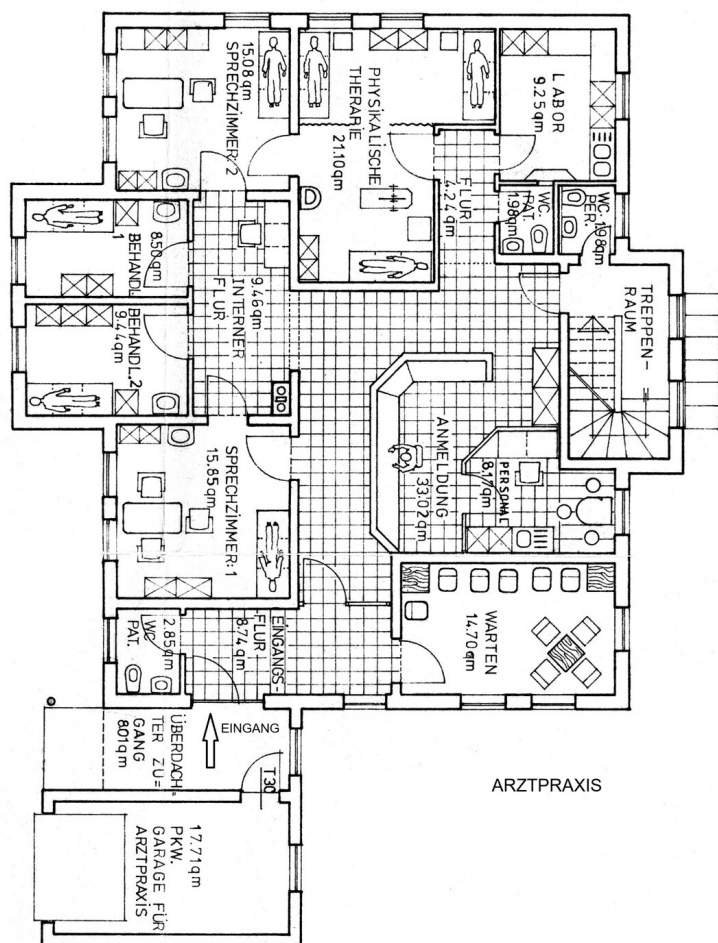 15.08qm
SPRECHZIMMER:2
PHYSIKALISCHE
THERARIE
21.10qm
LABOR
9.25qm
FLUR
4.24qm
WC.
PAT.
1.98qm
WC.
PER.
1.98qm
8.50qm
BEHANDL.
1
9.46qm
INTERNER
FLUR
TREPPEN-
RAUM
BEHANDL.2
9.44qm
ANMELDUNG
33.02qm
PERSONAL
8.17qm
SPRECHZIMMER:1
15.85qm
WARTEN
14.70qm
2.85qm
WC
PAT.
EINGANGS-
FLUR
8.74qm
EINGANG
ÜBERDACH=
TER ZU=
GANG
8.01qm
T30
ARZTPRAXIS
17.71qm
PKW.
GARAGE FÜR
ARZTPRAXIS